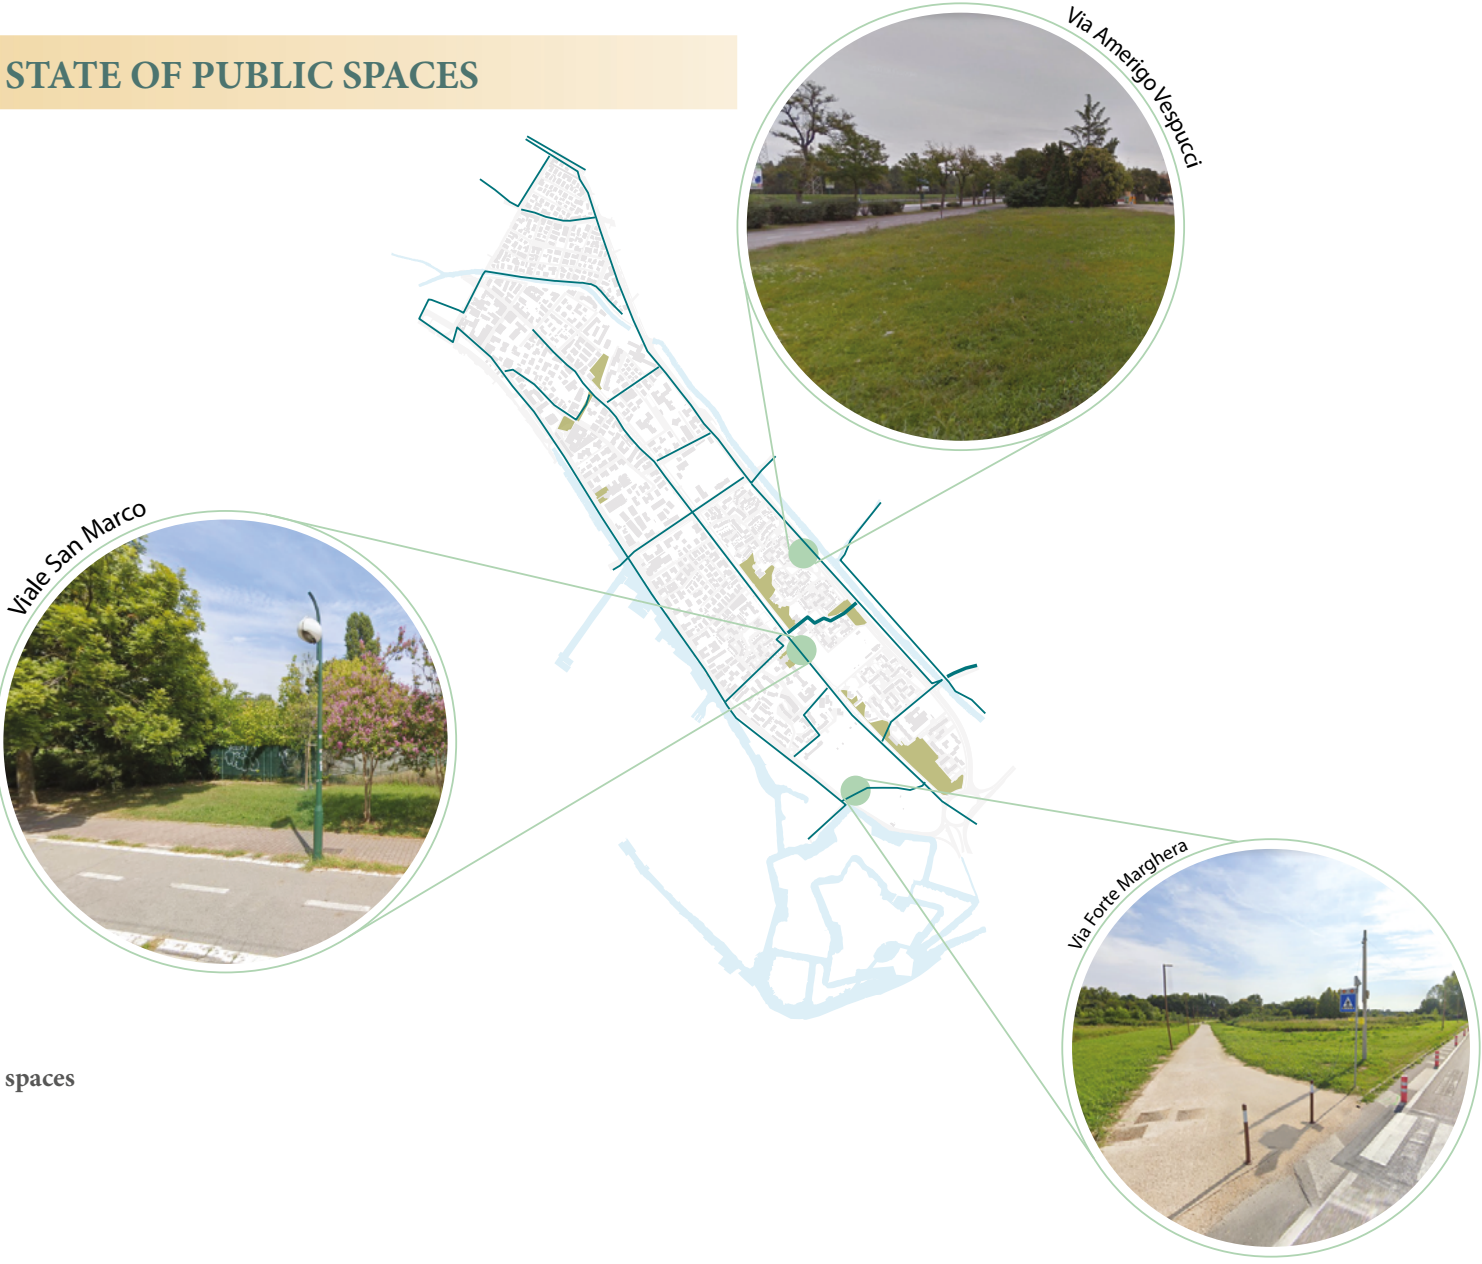 STATE OF PUBLIC SPACES
Via Amerigo Vespucci
Viale San Marco
Via Forte Marghera
spaces